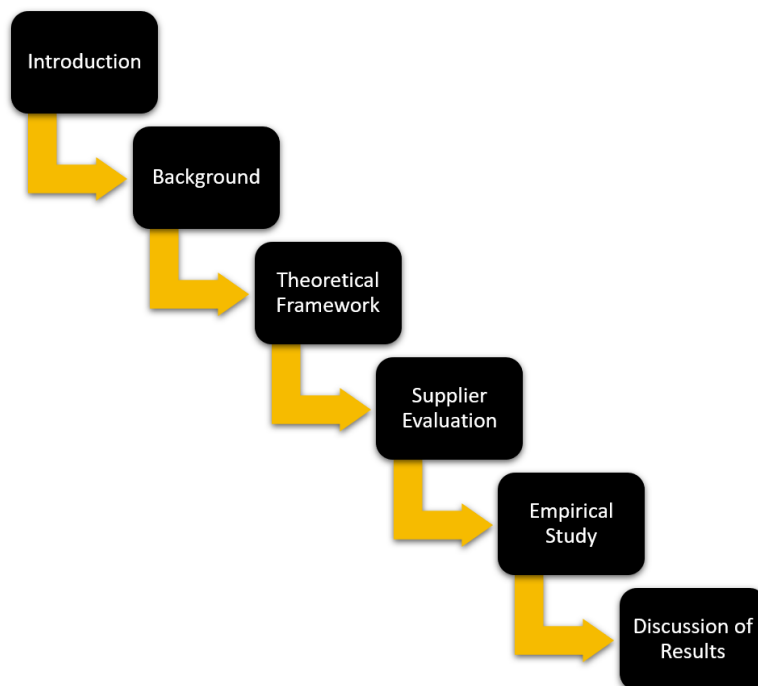 Introduction
Background
Theoretical
Framework
Supplier
Evaluation
Empirical
Study
Discussion of
Results